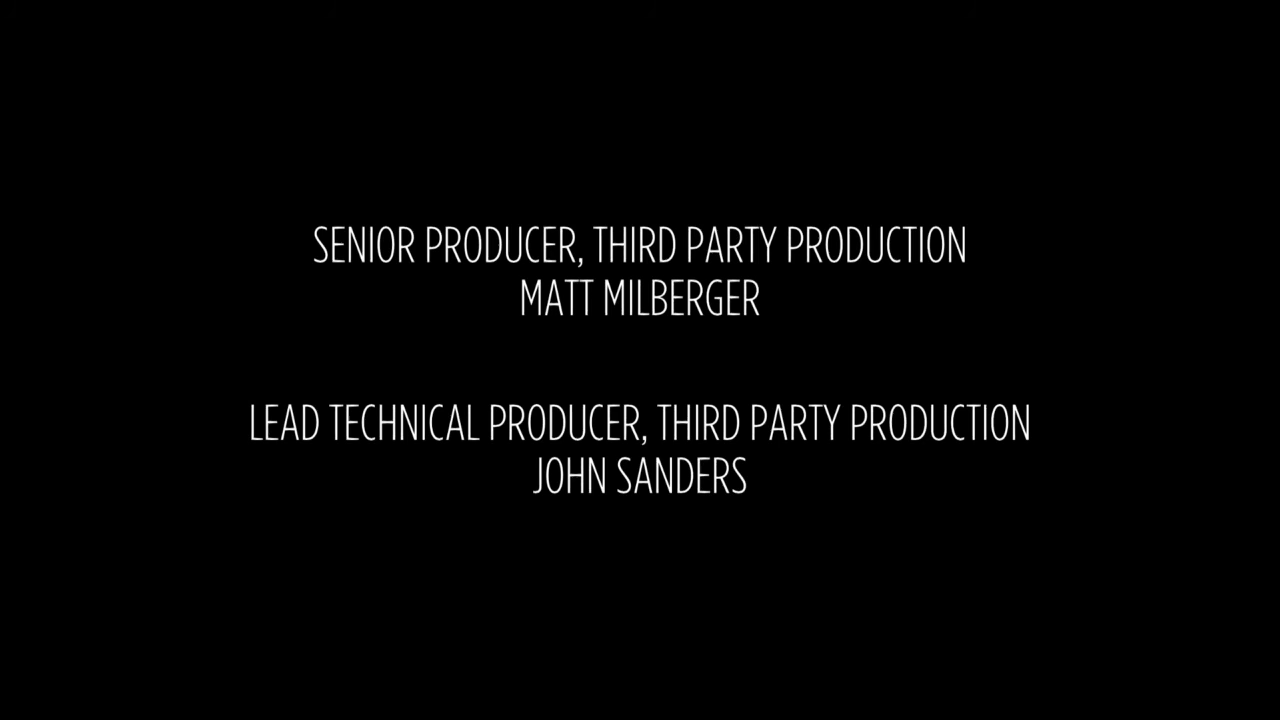 SENIOR PRODUCER, THIRD PARTY PRODUCTION
MATT MILBERGER
LEAD TECHNICAL PRODUCER, THIRD PARTY PRODUCTION
JOHN SANDERS